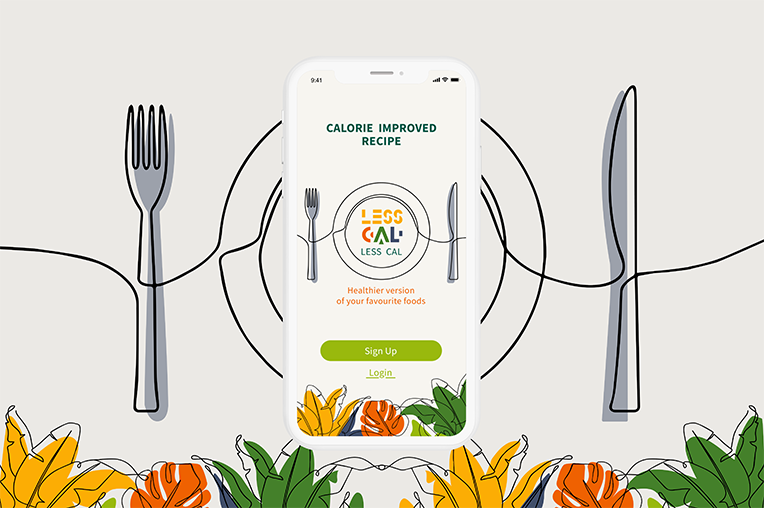 9:41
CALORIE IMPROVED
RECIPE
LESS
CAL
LESS CAL
Healthier version
of your favourite foods
Sign Up
Login